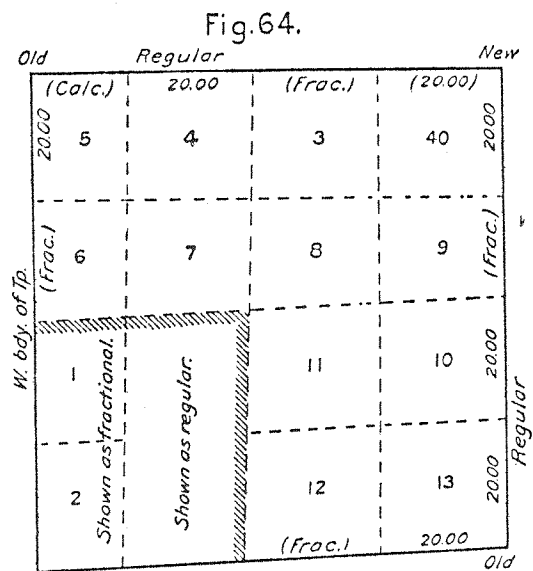 Fig.64.
Old Regular New
(Calc.) 20.00 (Frac.) (20.00)
20.00 5 4 3 40 20.00
(Frac.) 6 7 8 9 (Frac.)
W. bdy. of Tp.
1 11 10 20.00
Shown as fractional.
Shown as regular.
Regular
2 12 13 20.00
(Frac.) 20.00
Old